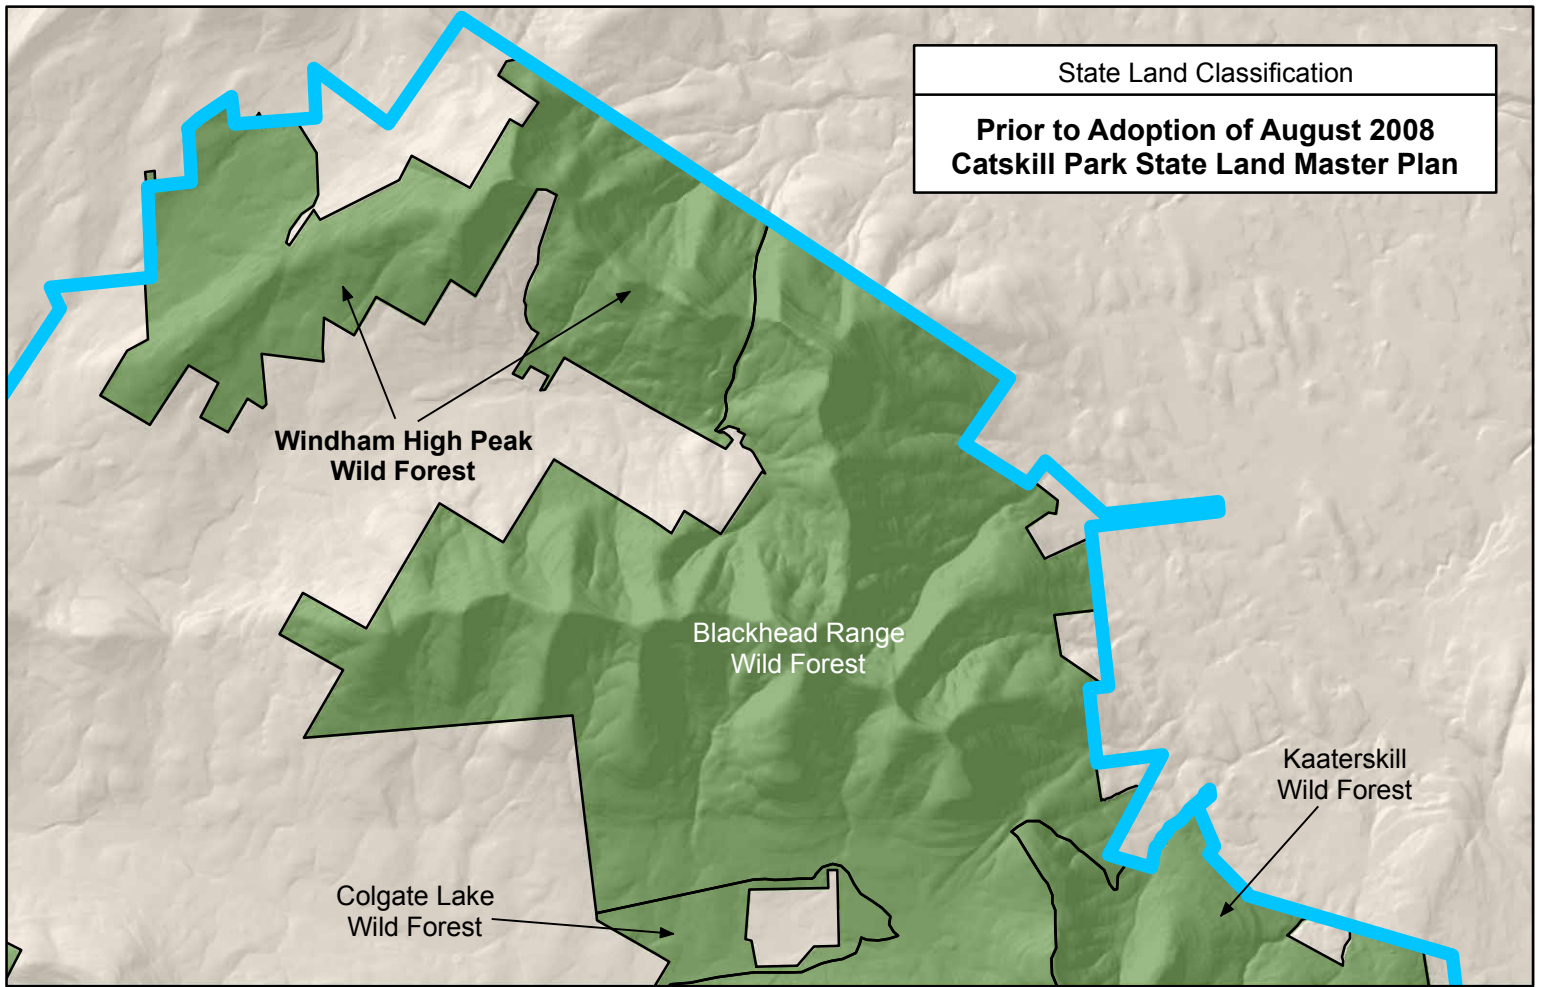 State Land Classification
Prior to Adoption of August 2008
Catskill Park State Land Master Plan
Windham High Peak
Wild Forest
Blackhead Range
Wild Forest
Kaaterskill
Wild Forest
Colgate Lake
Wild Forest